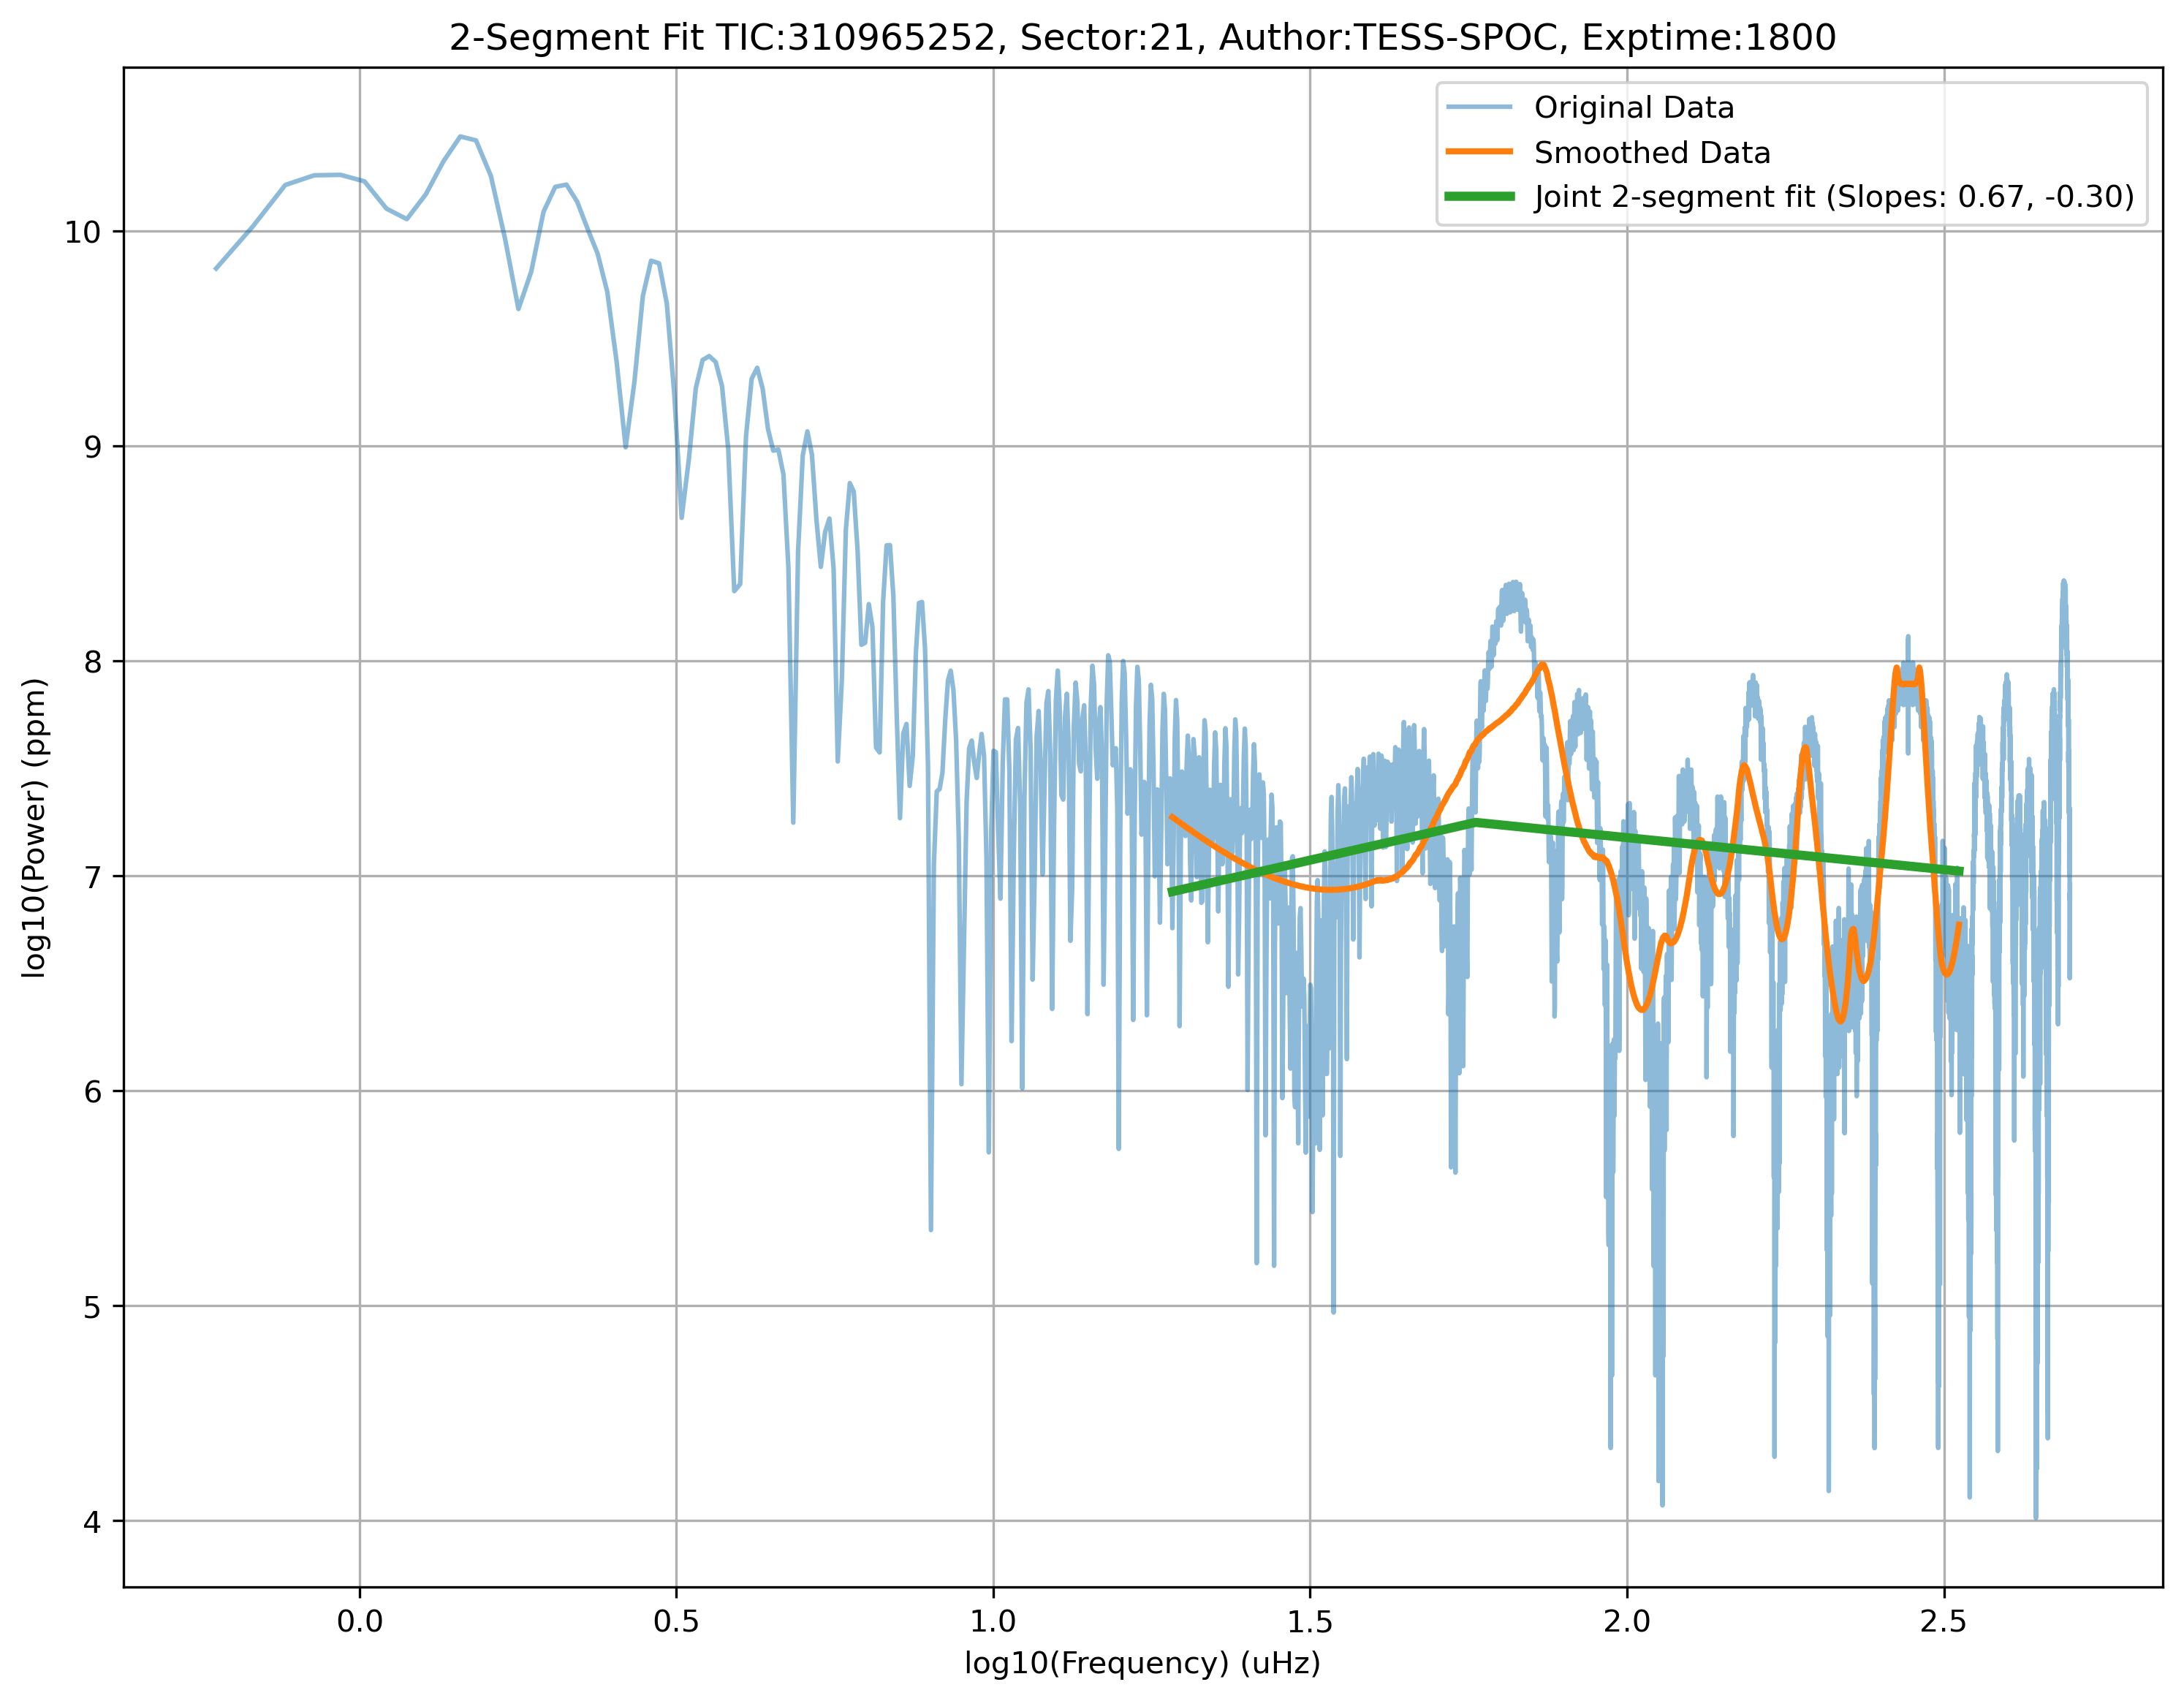 2-Segment Fit TIC:310965252, Sector:21, Author:TESS-SPOC, Exptime:1800
Original Data
Smoothed Data
Joint 2-segment fit (Slopes: 0.67, -0.30)
log10(Power) (ppm)
10
9
8
7
6
5
4
0.0 0.5 1.0 1.5 2.0 2.5
log10(Frequency) (uHz)